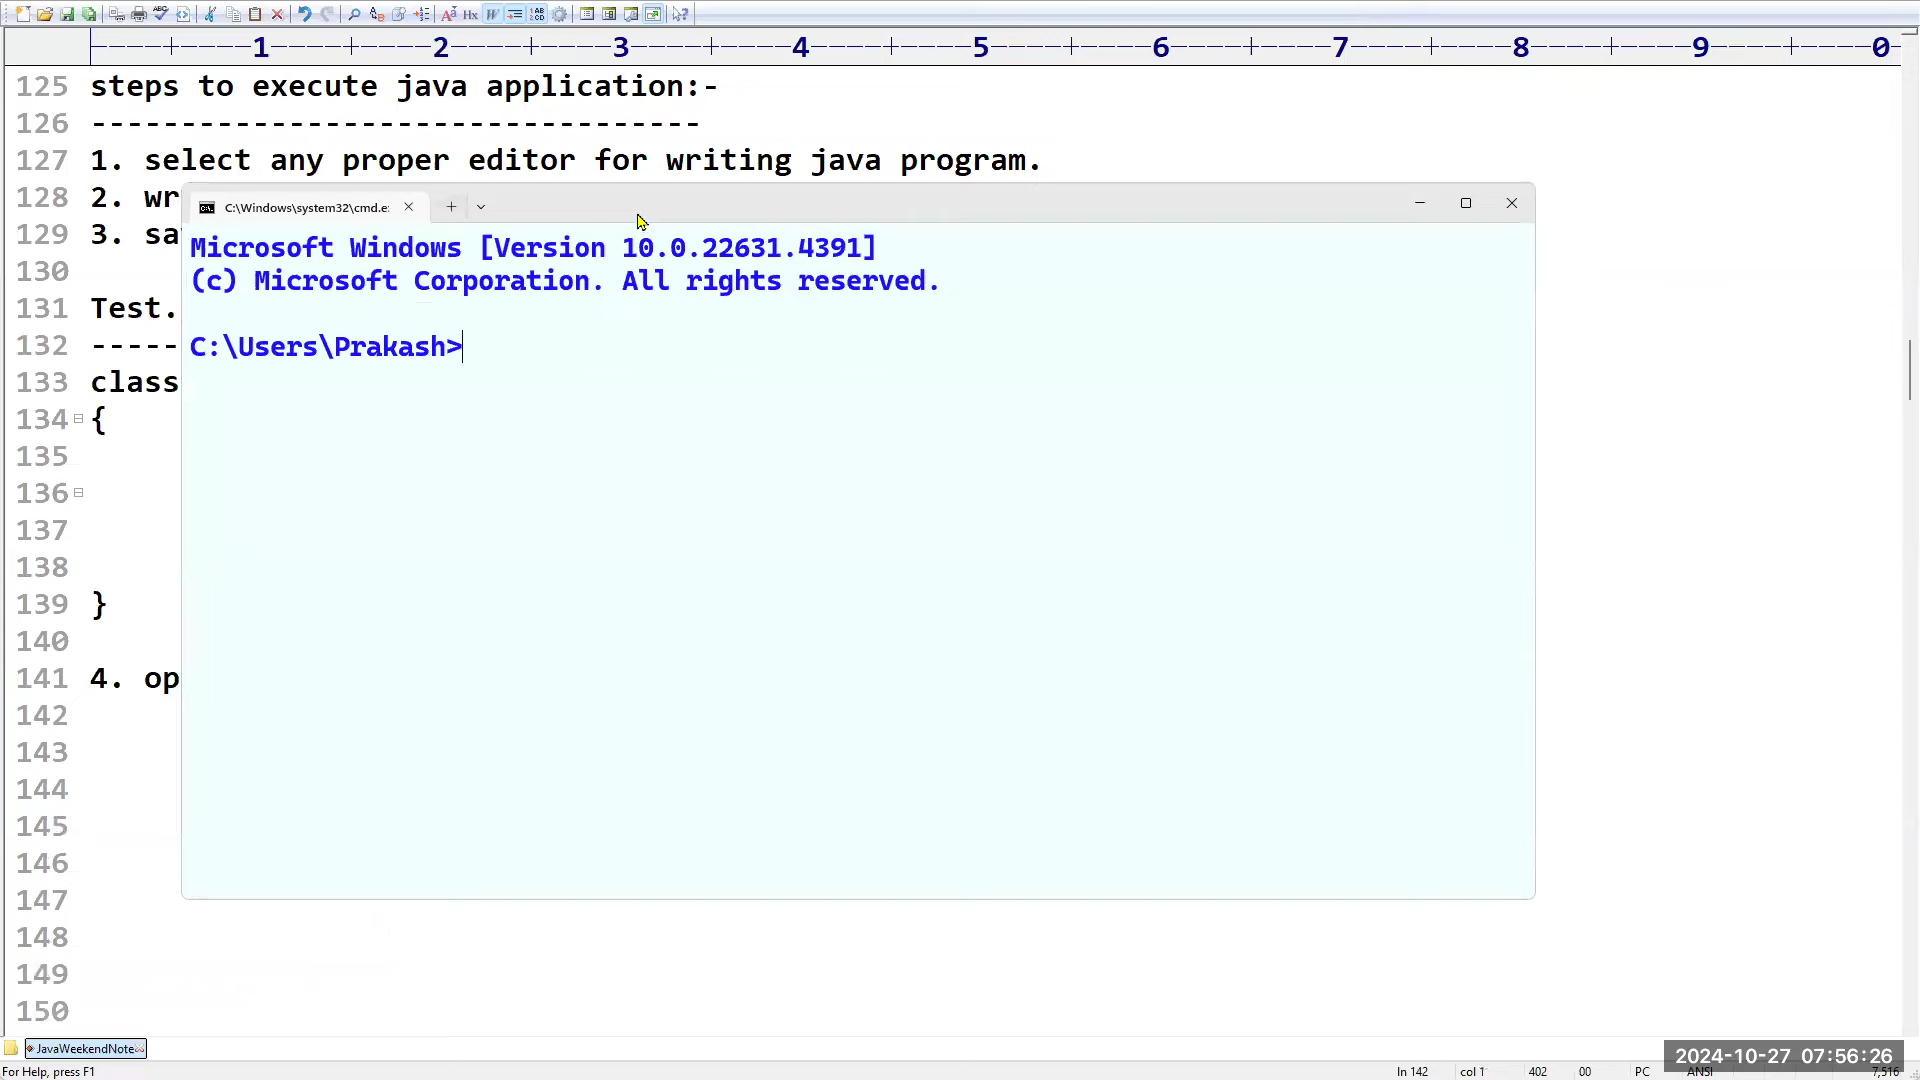 1 2 3 4 5 6 7 8 9 0
125 steps to execute java application:-
126 ----------------------------------
127 1. select any proper editor for writing java program.
128 2. wr
129 3. sa
130
131 Test.
132 -----
133 class
134 {
135
136
137
138
139 }
140
141 4. op
142
143
144
145
146
147
148
149
150
C:\Windows\system32\cmd.e:
Microsoft Windows [Version 10.0.22631.4391]
(c) Microsoft Corporation. All rights reserved.
C:\Users\Prakash>
JavaWeekendNote
2024-10-27 07:56:26
For Help, press F1
ln 142 col 1 402 00 PC ANSI 7,516